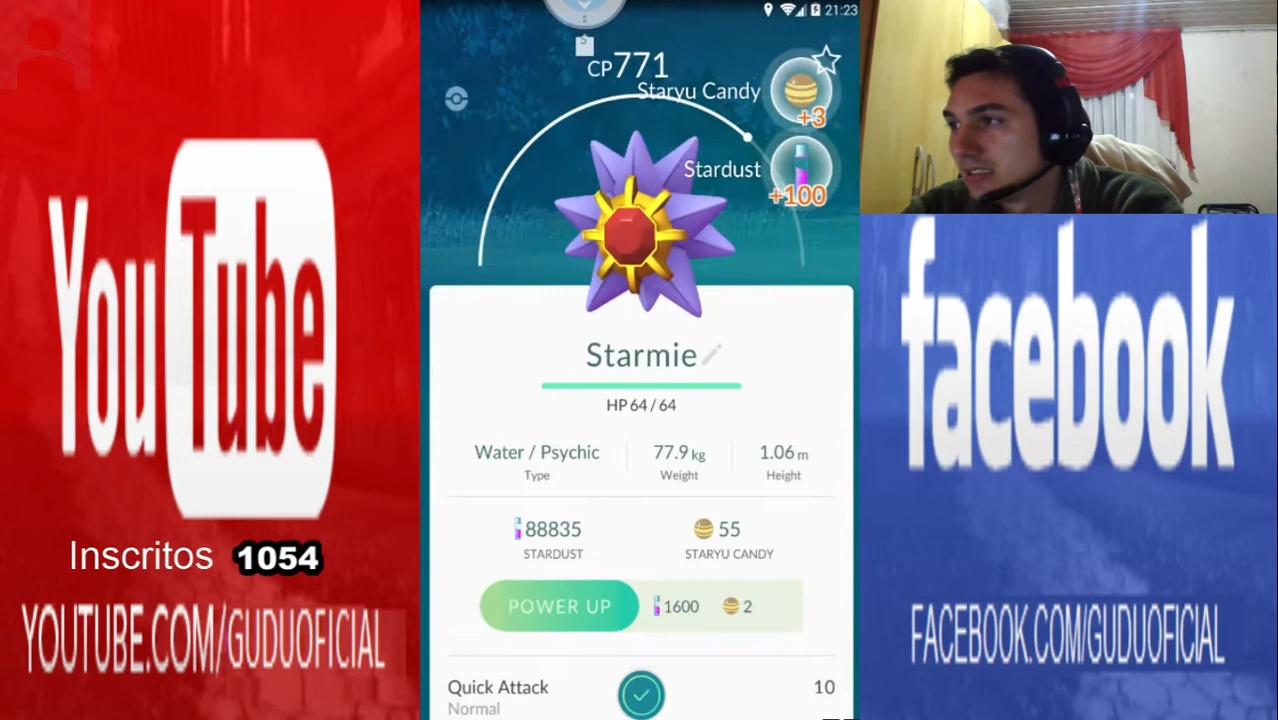 YouTube
Inscritos 1054
YOUTUBE.COM/GUDUOFICIAL
21:23
CP771
Staryu Candy
+3
Stardust
+100
Starmie
HP 64 / 64
Water / Psychic
Type
77.9 kg
Weight
1.06 m
Height
88835
STARDUST
55
STARYU CANDY
POWER UP
1600
2
Quick Attack
10
Normal
facebook
FACEBOOK.COM/GUDUOFICIAL